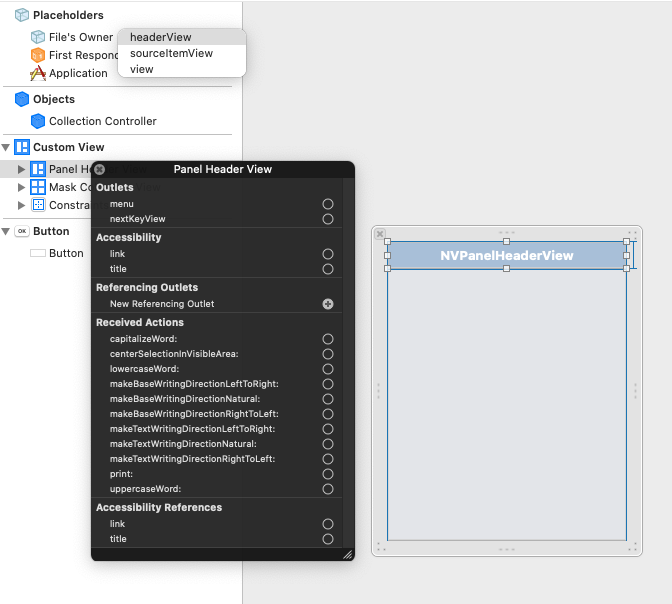 Placeholders
File's Owner
headerView
First Respond
sourceItemView
view
Application
Objects
Collection Controller
Custom View
Panel He
Panel Header View
Mask Co
Constra
Button
OK
Button
Outlets
menu
nextKeyView
Accessibility
link
title
Referencing Outlets
New Referencing Outlet
Received Actions
capitalizeWord:
centerSelectionInVisibleArea:
lowercaseWord:
makeBaseWritingDirectionLeftToRight:
makeBaseWritingDirectionNatural:
makeBaseWritingDirectionRightToLeft:
makeTextWritingDirectionLeftToRight:
makeTextWritingDirectionNatural:
makeTextWritingDirectionRightToLeft:
print:
uppercaseWord:
Accessibility References
link
title
NVPanelHeaderView